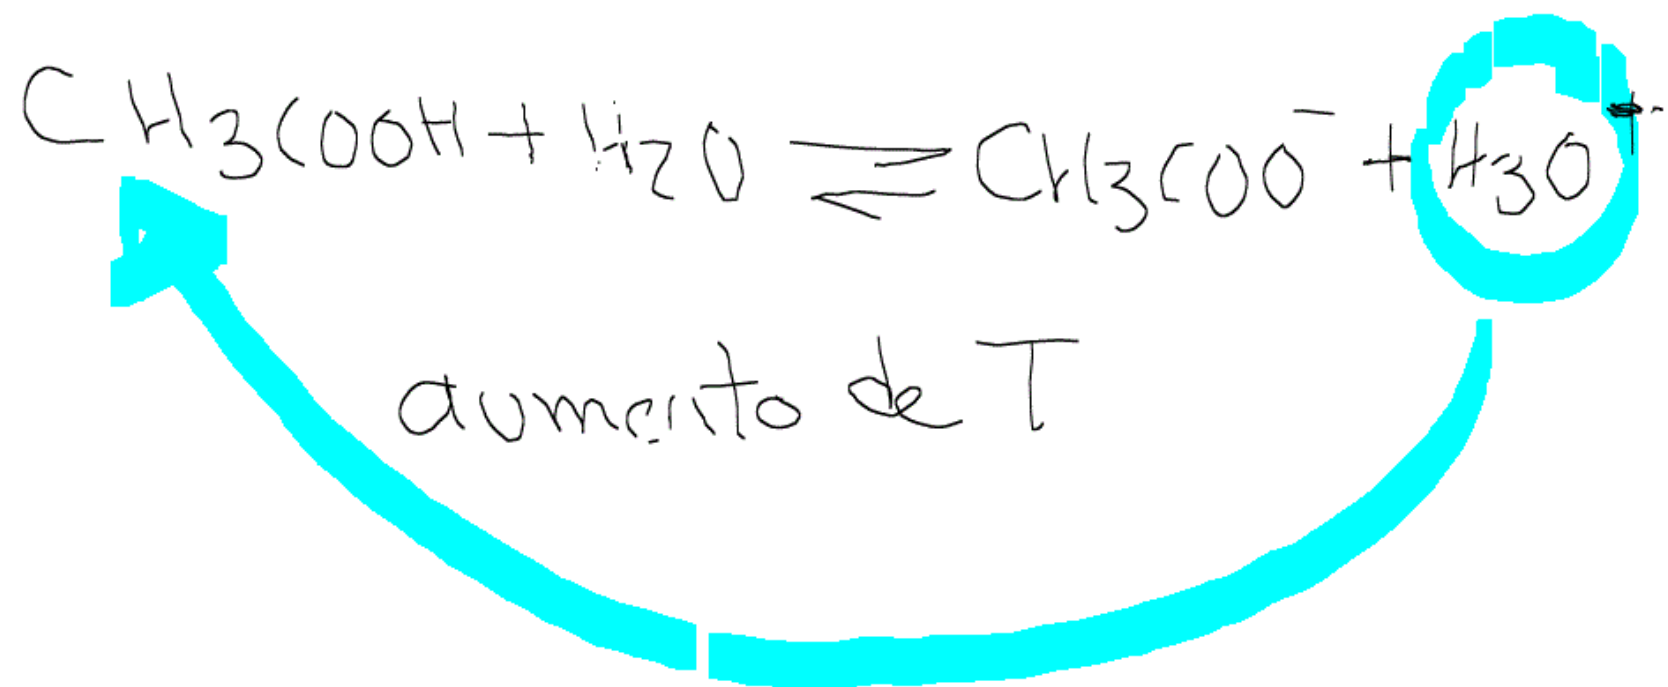 CH3COOH + H2O ⇌ CH3COO⁻ + H3O⁺
aumento de T